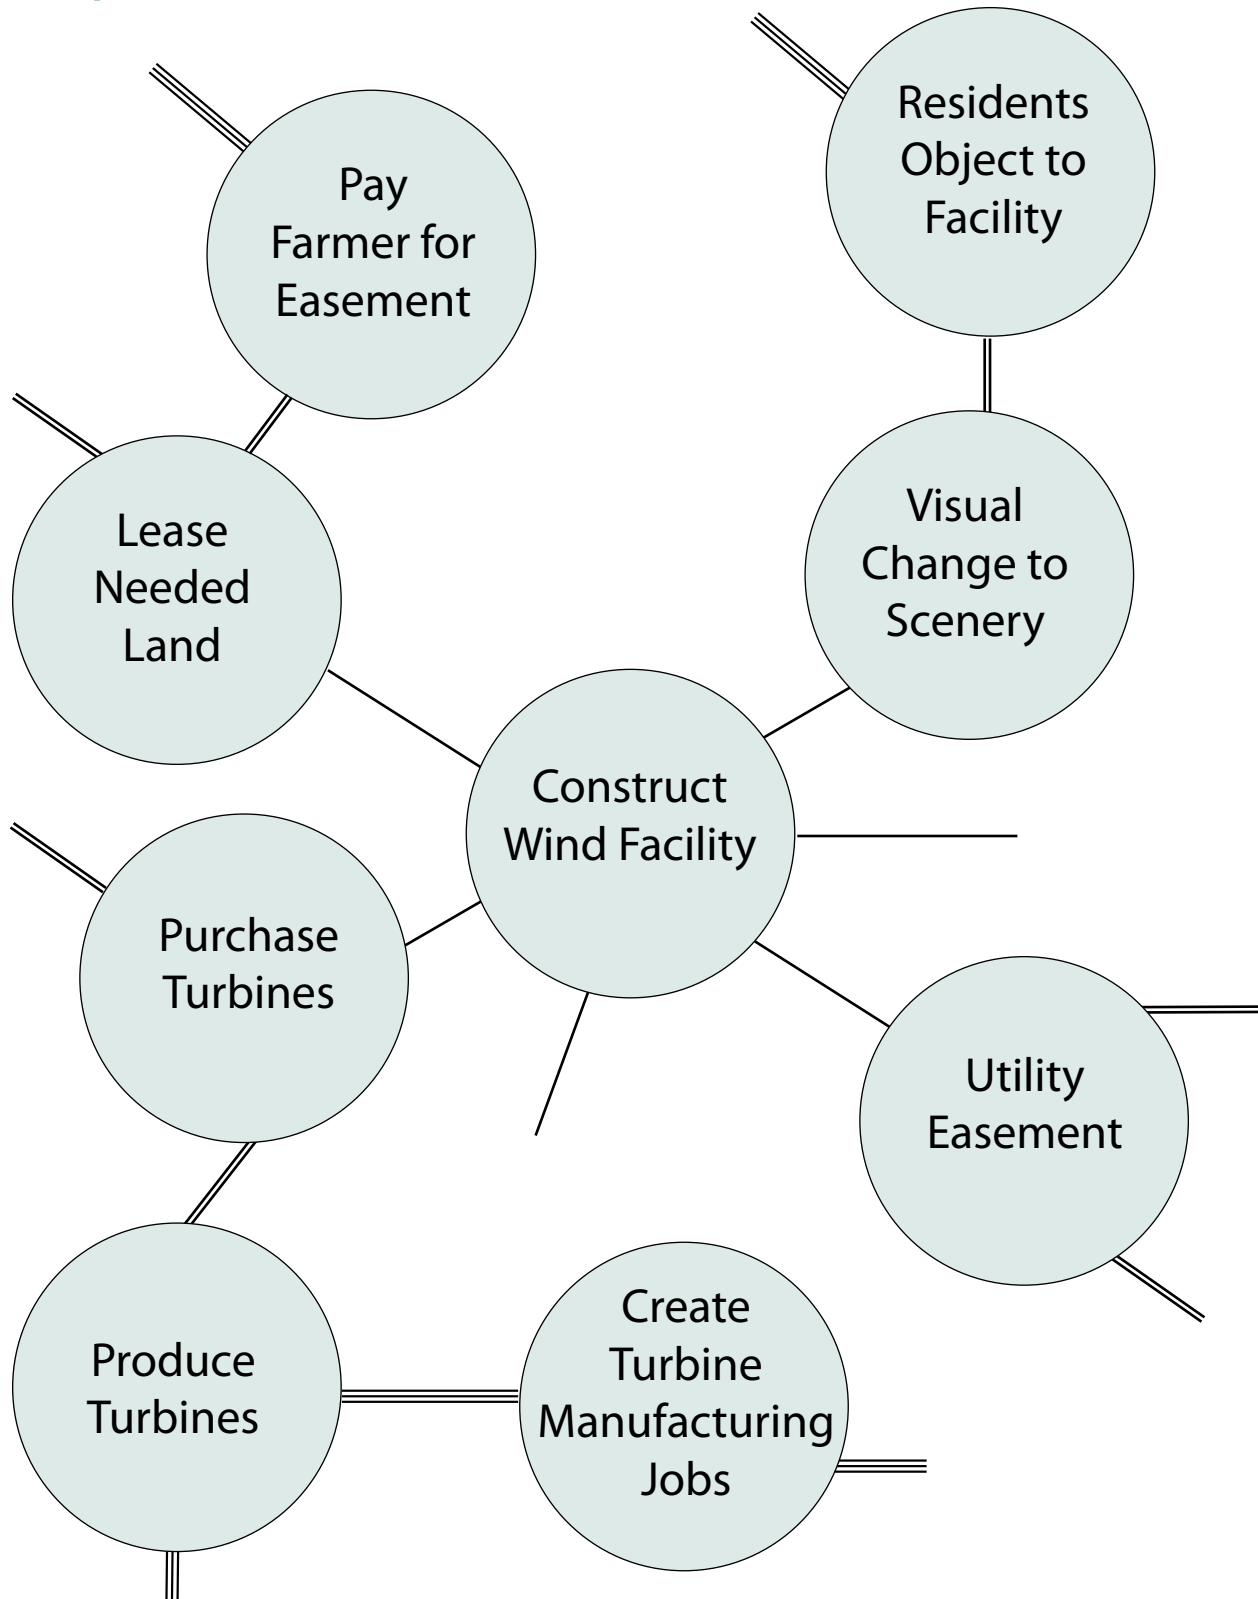 Pay
Farmer for
Easement
Residents
Object to
Facility
Lease
Needed
Land
Visual
Change to
Scenery
Construct
Wind Facility
Purchase
Turbines
Utility
Easement
Produce
Turbines
Create
Turbine
Manufacturing
Jobs